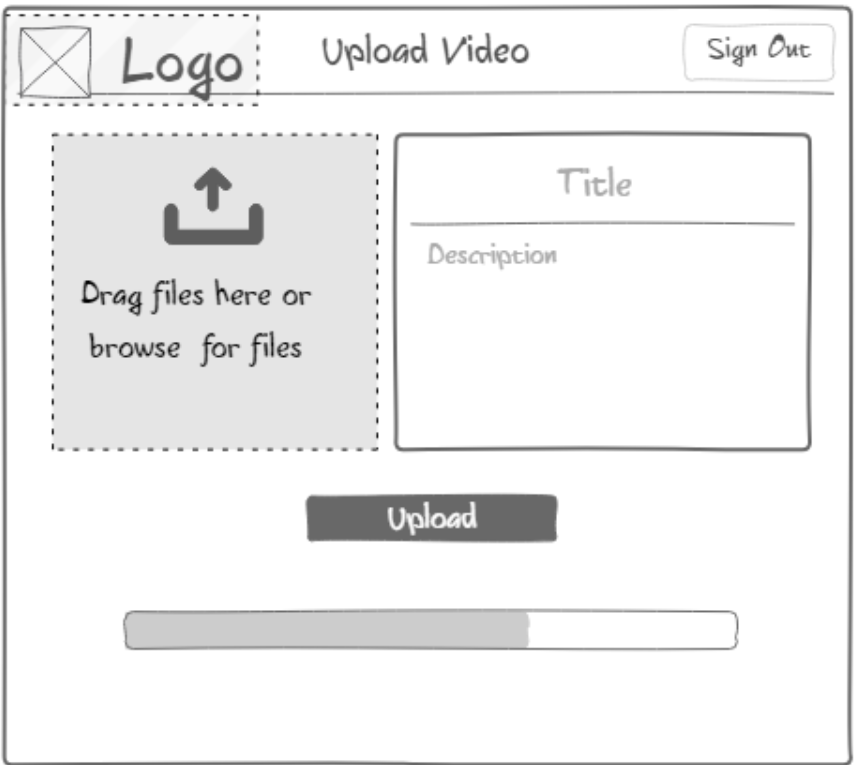 Logo
Upload Video
Sign Out
Drag files here or
browse for files
Title
Description
Upload